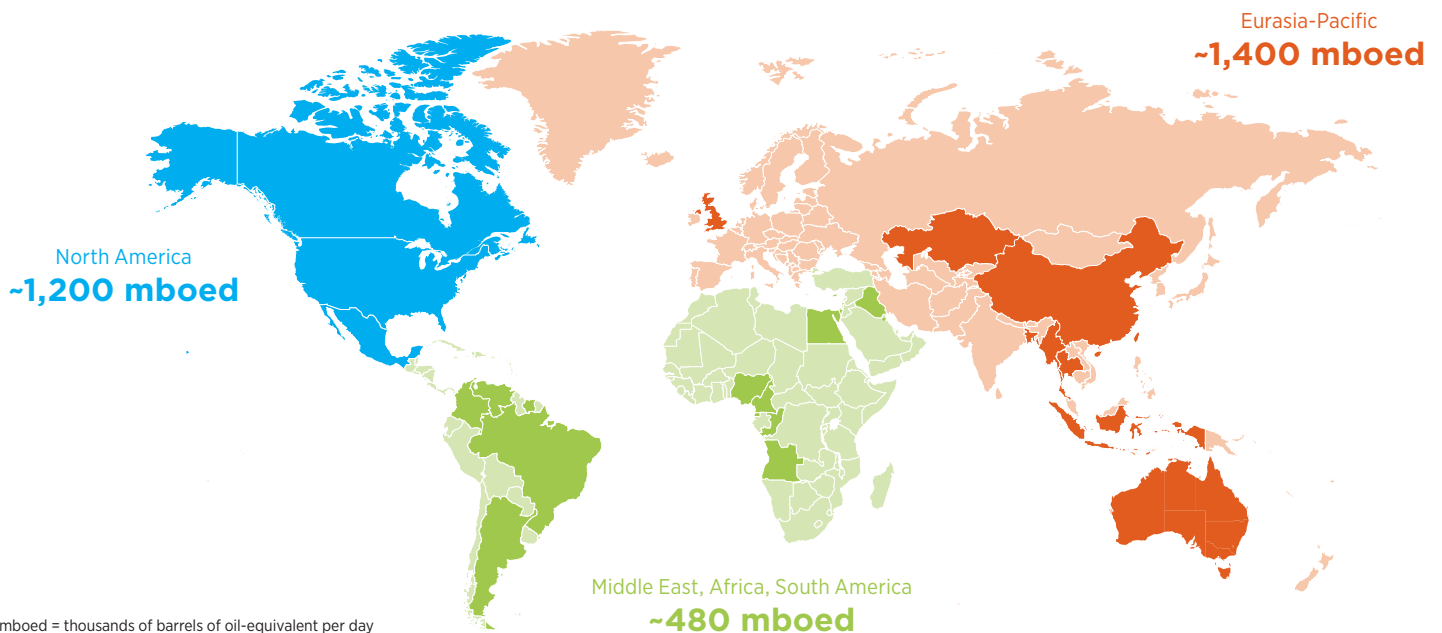 Eurasia-Pacific
~1,400 mboed
North America
~1,200 mboed
Middle East, Africa, South America
~480 mboed
mboed = thousands of barrels of oil-equivalent per day